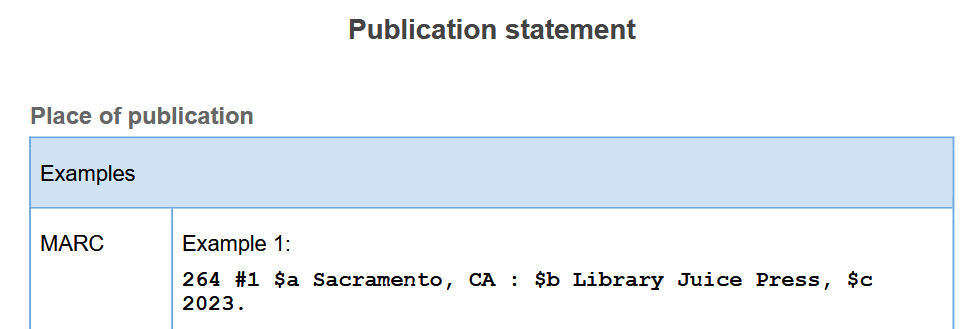 Publication statement
Place of publication
Examples
MARC
Example 1:
264 #1 $a Sacramento, CA : $b Library Juice Press, $c
2023.